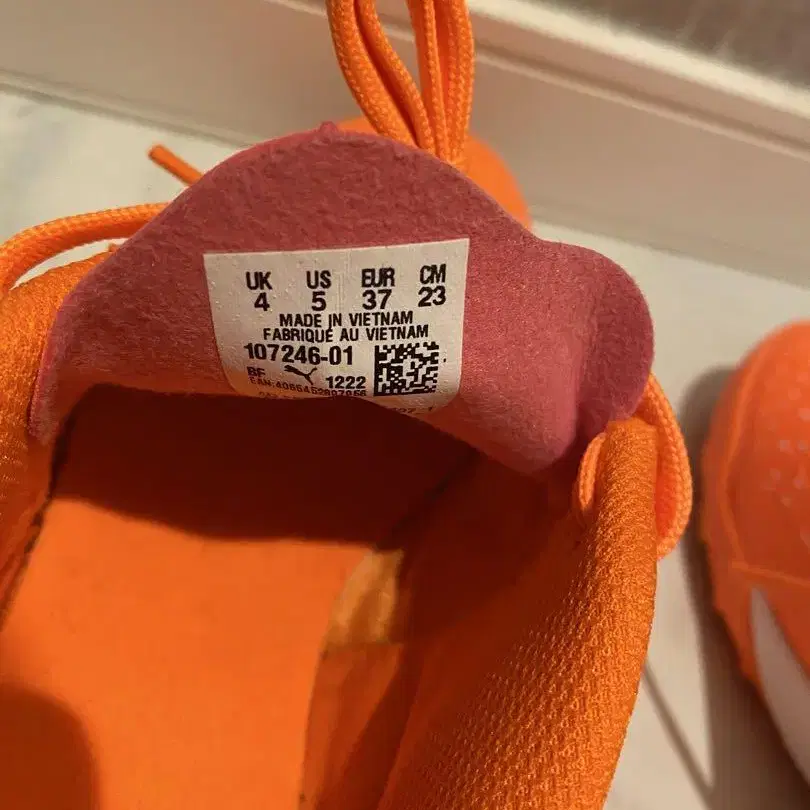 UK US EUR CM
4 5 37 23
MADE IN VIETNAM
FABRIQUÉ AU VIETNAM
107246-01
BF 1222